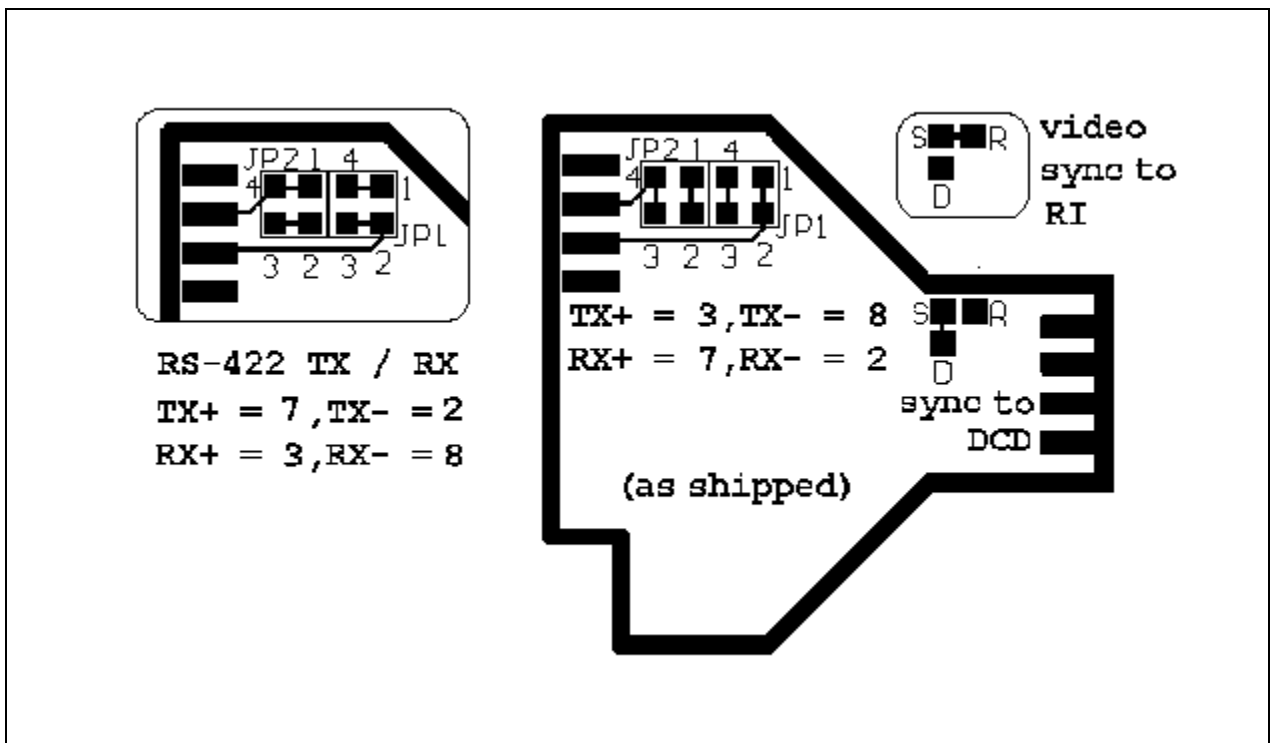 JP2 1 4
4 1
JP1
3 2 3 2
RS-422 TX / RX
TX+ = 7,TX- = 2
RX+ = 3,RX- = 8
JP2 1 4
4 1
JP1
3 2 3 2
TX+ = 3,TX- = 8
RX+ = 7,RX- = 2
(as shipped)
S R
D
video
sync to
RI
S R
D
sync to
DCD